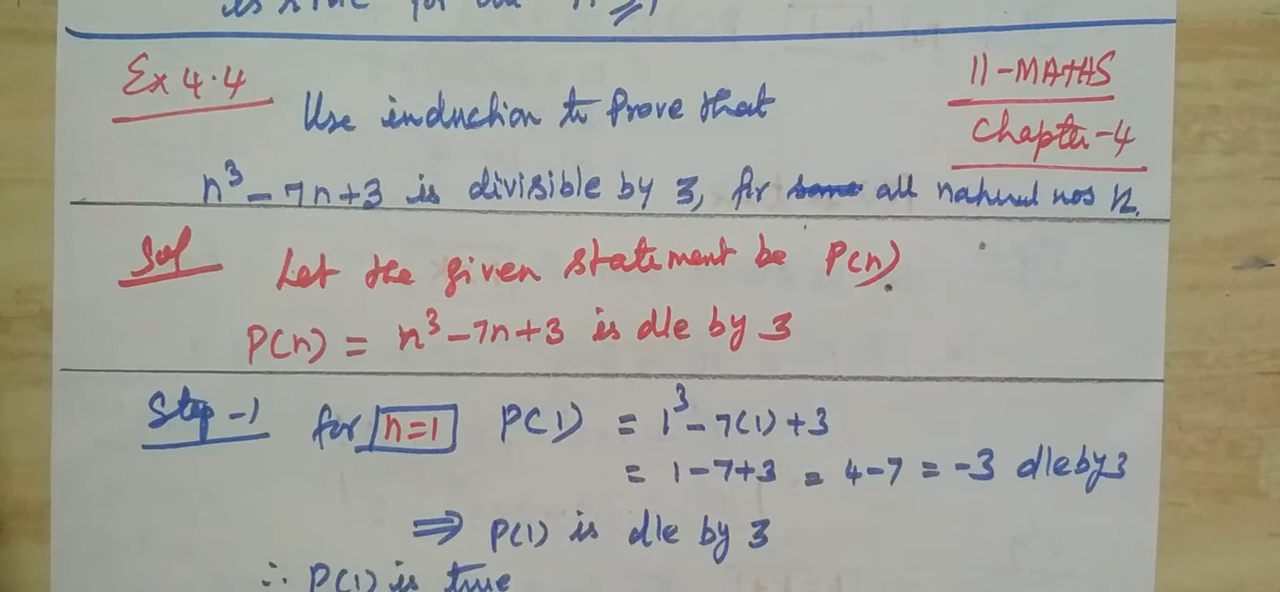 for n ≥ 1
Ex 4.4
11-MATHS
Chapter-4
Use induction to Prove that
n³ - 7n+3 is divisible by 3, for some all natural nos n.
Sol Let the given statement be P(n)
P(n) = n³-7n+3 is dle by 3
Step-1 for n=1 P(1) = 1³-7(1)+3
= 1-7+3 = 4-7 = -3 dle by 3
⇒ P(1) is dle by 3
∴ P(1) is true